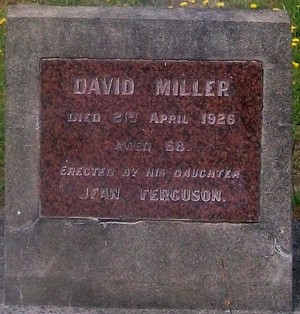 DAVID MILLER
DIED 21ST APRIL 1926
AGED 68.
ERECTED BY HIS DAUGHTER
JEAN FERGUSON.